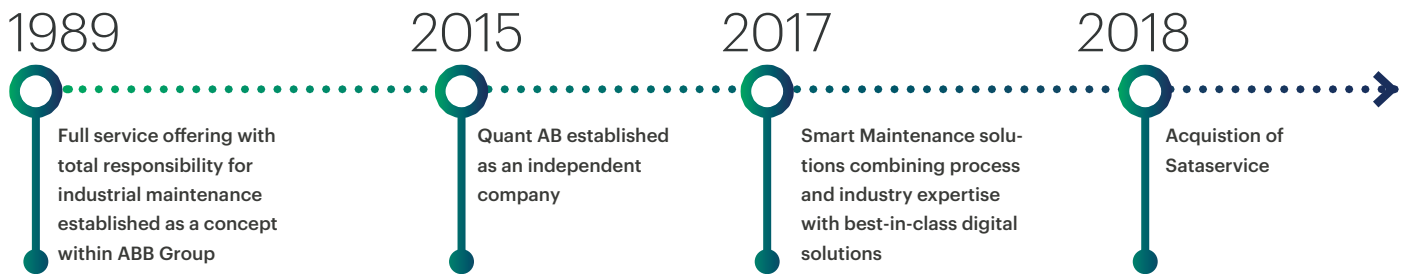 1989
Full service offering with
total responsibility for
industrial maintenance
established as a concept
within ABB Group
2015
Quant AB established
as an independent
company
2017
Smart Maintenance solu-
tions combining process
and industry expertise
with best-in-class digital
solutions
2018
Acquistion of
Sataservice